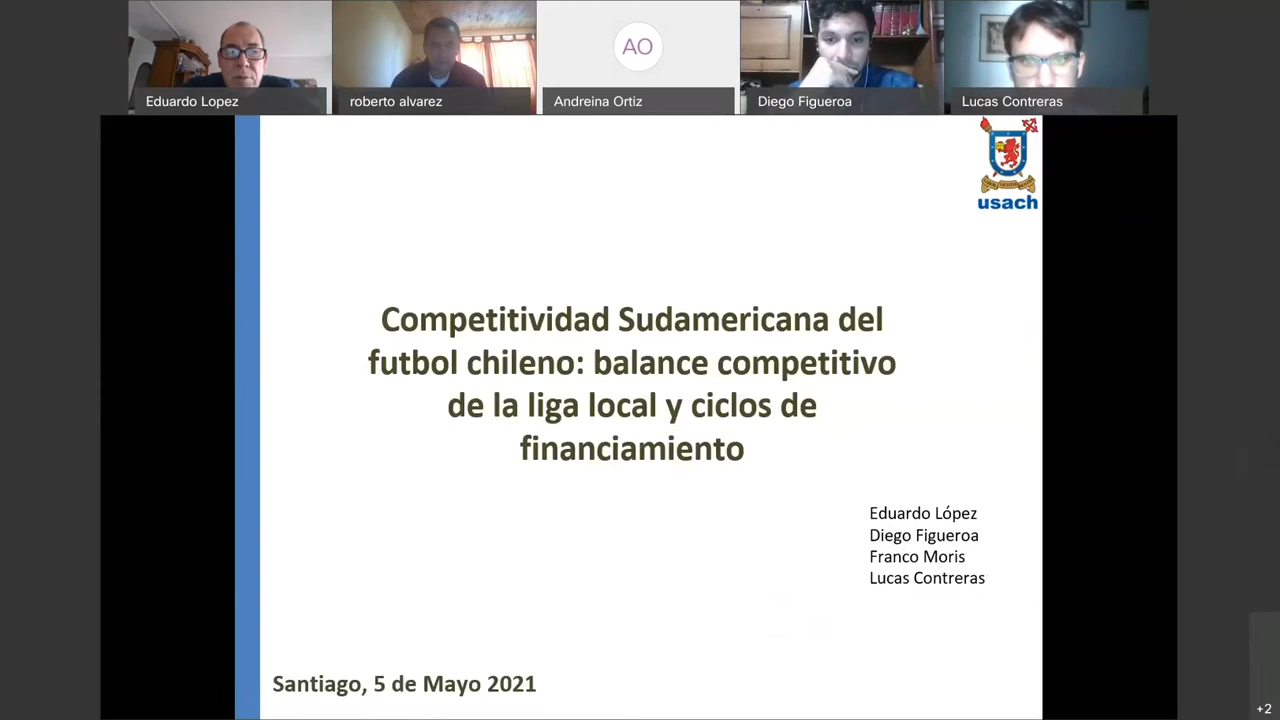 AO
Eduardo Lopez
roberto alvarez
Andreina Ortiz
Diego Figueroa
Lucas Contreras
usach
Competitividad Sudamericana del
futbol chileno: balance competitivo
de la liga local y ciclos de
financiamiento
Eduardo López
Diego Figueroa
Franco Moris
Lucas Contreras
Santiago, 5 de Mayo 2021
+2